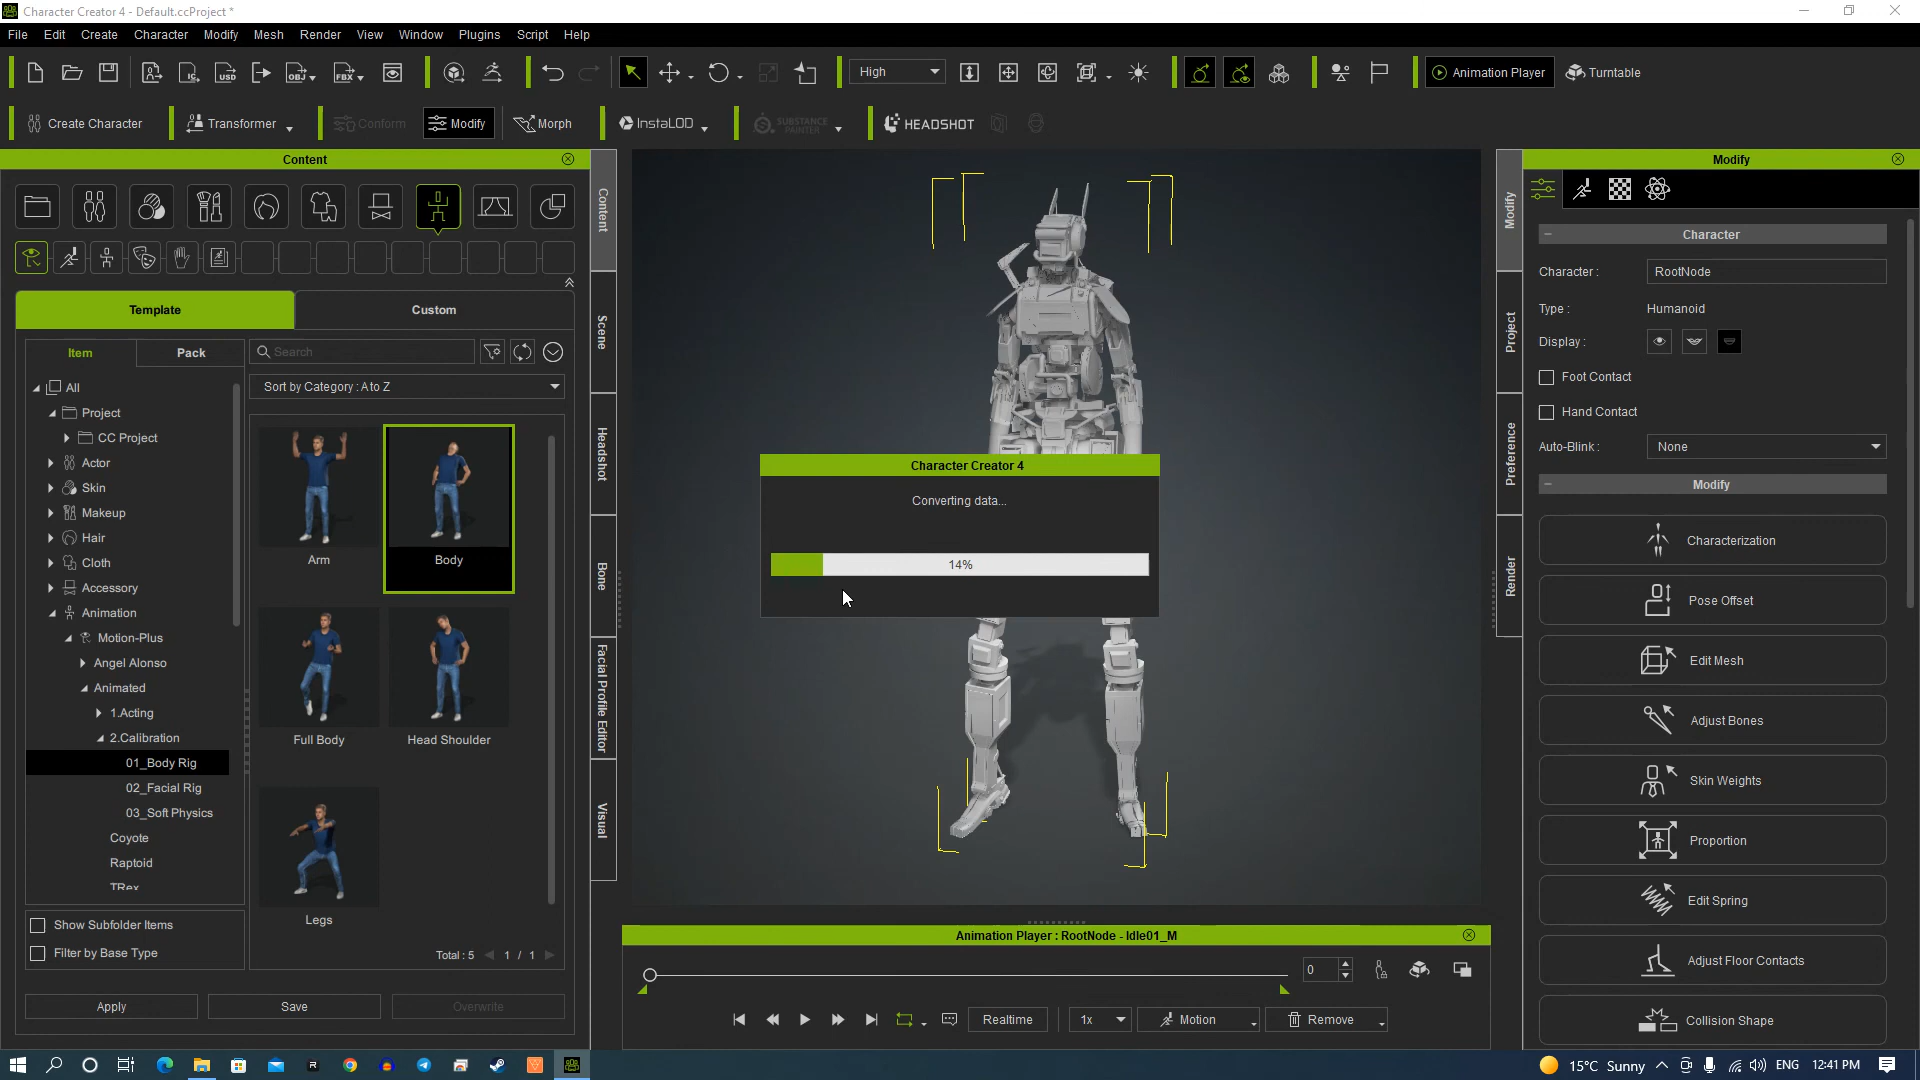 Character Creator 4 - Default.ccProject *
File Edit Create Character Modify Mesh Render View Window Plugins Script Help
High
Animation Player
Turntable
Create Character
Transformer
Conform
Modify
Morph
InstaLOD
SUBSTANCE PAINTER
HEADSHOT
Content
Template
Custom
Item
Pack
Search
Sort by Category : A to Z
All
Project
CC Project
Actor
Skin
Makeup
Hair
Cloth
Accessory
Animation
Motion-Plus
Angel Alonso
Animated
1.Acting
2.Calibration
01_Body Rig
02_Facial Rig
03_Soft Physics
Coyote
Raptoid
TRex
Arm
Body
Full Body
Head Shoulder
Legs
Show Subfolder Items
Filter by Base Type
Total : 5 1 / 1
Apply
Save
Overwrite
Content
Scene
Headshot
Bone
Facial Profile Editor
Visual
Character Creator 4
Converting data...
14%
Animation Player : RootNode - Idle01_M
0
Realtime
1x
Motion
Remove
Modify
Project
Preference
Render
Modify
Character
Character :
RootNode
Type :
Humanoid
Display :
Foot Contact
Hand Contact
Auto-Blink :
None
Modify
Characterization
Pose Offset
Edit Mesh
Adjust Bones
Skin Weights
Proportion
Edit Spring
Adjust Floor Contacts
Collision Shape
15°C Sunny
ENG
12:41 PM